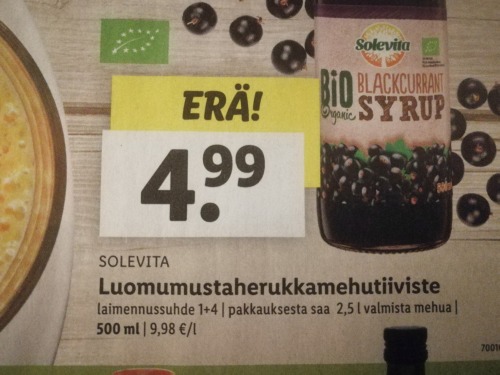 Solevita
BiO
Organic
BLACKCURRANT
SYRUP
ERÄ!
4.99
SOLEVITA
Luomumustaherukkamehutiiviste
laimennussuhde 1+4 | pakkauksesta saa 2,5 l valmista mehua |
500 ml | 9,98 €/l